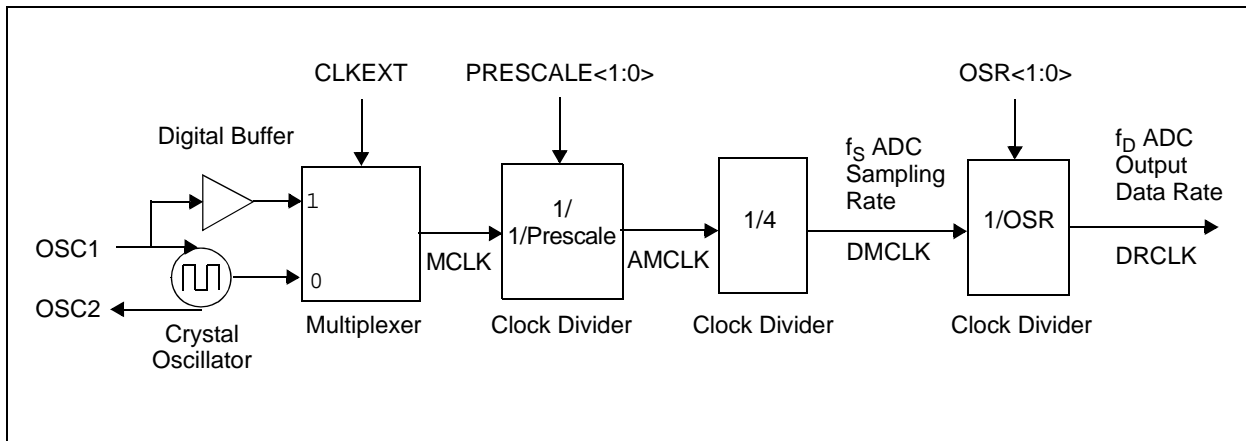 CLKEXT
PRESCALE<1:0>
OSR<1:0>
Digital Buffer
f_S ADC
Sampling
Rate
f_D ADC
Output
Data Rate
1
0
1/
1/Prescale
1/4
1/OSR
OSC1
OSC2
MCLK
AMCLK
DMCLK
DRCLK
Crystal
Oscillator
Multiplexer
Clock Divider
Clock Divider
Clock Divider